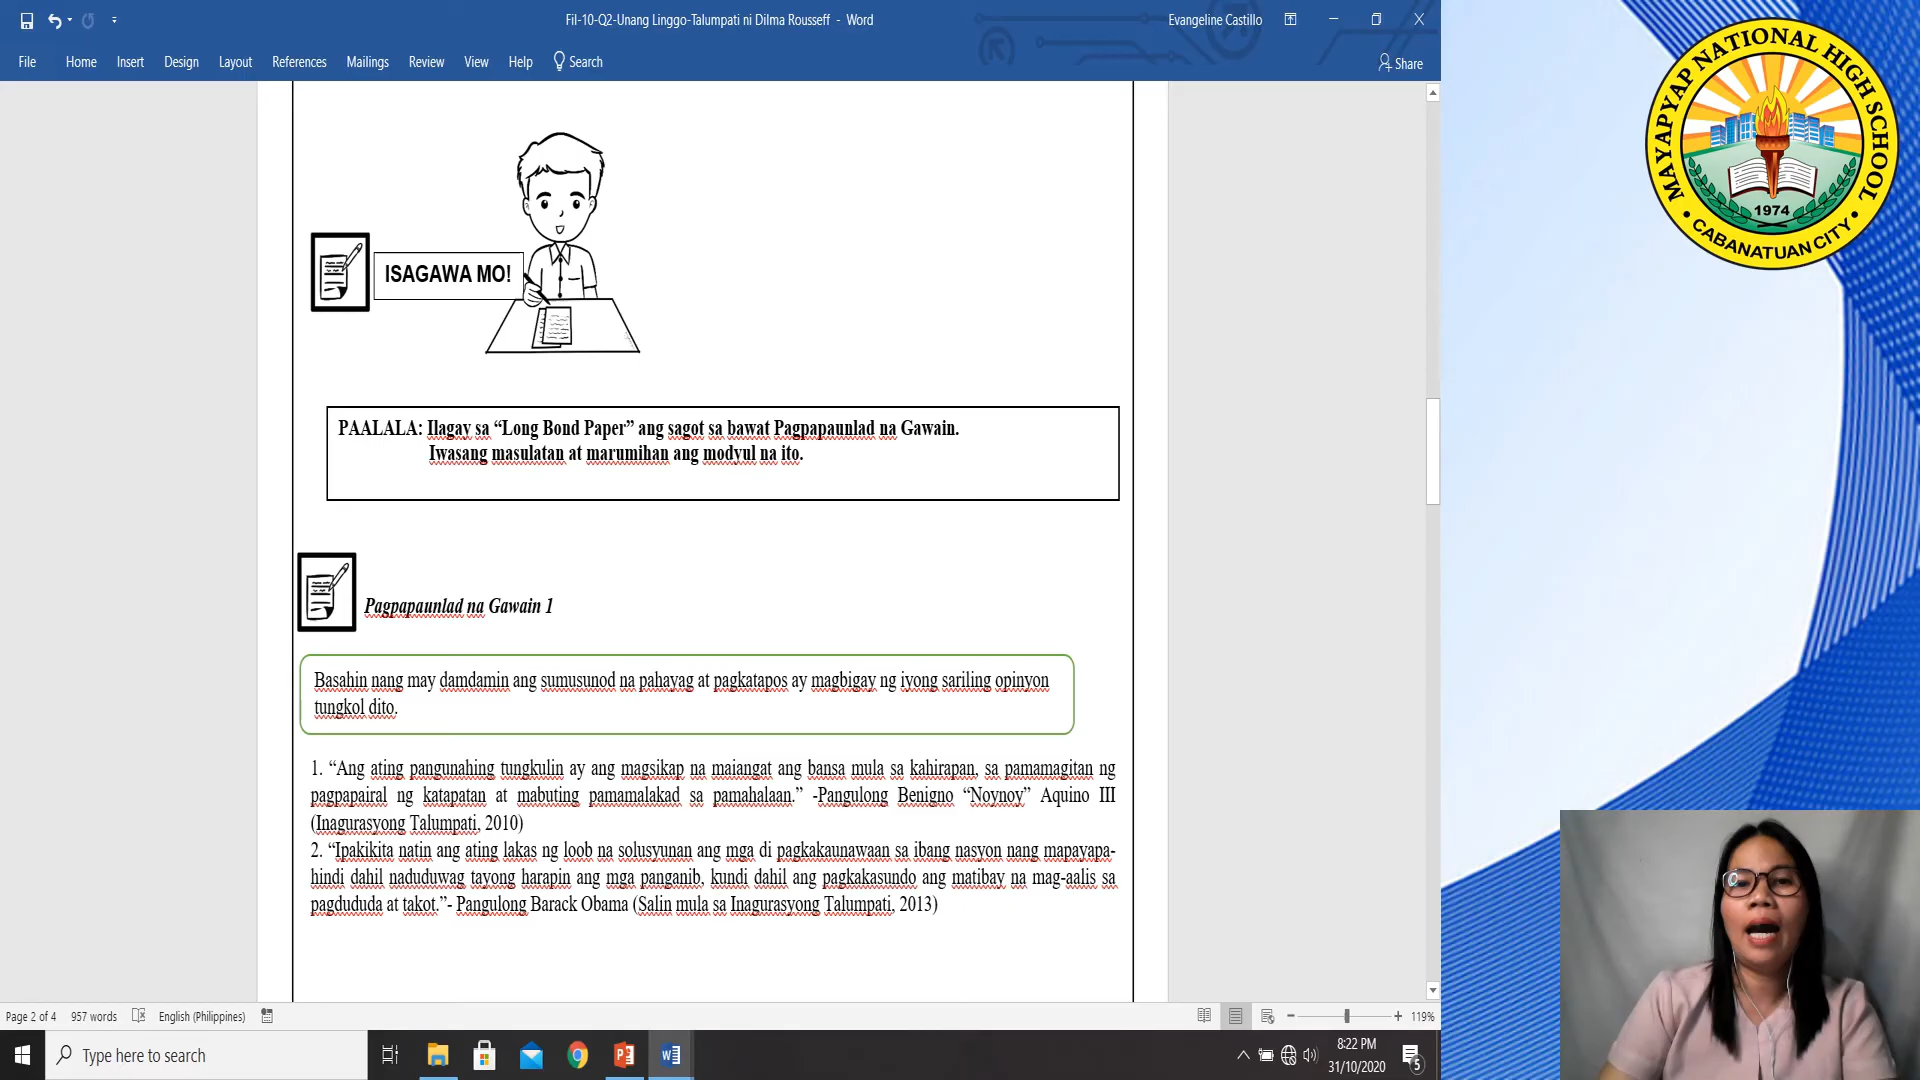 Fil-10-Q2-Unang Linggo-Talumpati ni Dilma Rousseff - Word
Evangeline Castillo
File Home Insert Design Layout References Mailings Review View Help Search Share
MAYAPYAP NATIONAL HIGH SCHOOL
1974
CABANATUAN CITY
ISAGAWA MO!
PAALALA: Ilagay sa “Long Bond Paper” ang sagot sa bawat Pagpapaunlad na Gawain.
Iwasang masulatan at marumihan ang modyul na ito.
Pagpapaunlad na Gawain 1
Basahin nang may damdamin ang sumusunod na pahayag at pagkatapos ay magbigay ng iyong sariling opinyon
tungkol dito.
1. “Ang ating pangunahing tungkulin ay ang magsikap na maiangat ang bansa mula sa kahirapan, sa pamamagitan ng
pagpapairal ng katapatan at mabuting pamamalakad sa pamahalaan.” -Pangulong Benigno “Noynoy” Aquino III
(Inagurasyong Talumpati, 2010)
2. “Ipakikita natin ang ating lakas ng loob na solusyunan ang mga di pagkakaunawaan sa ibang nasyon nang mapayapa-
hindi dahil naduduwag tayong harapin ang mga panganib, kundi dahil ang pagkakasundo ang matibay na mag-aalis sa
pagdududa at takot.”- Pangulong Barack Obama (Salin mula sa Inagurasyong Talumpati, 2013)
Page 2 of 4 957 words English (Philippines) 119%
Type here to search
8:22 PM
31/10/2020
5